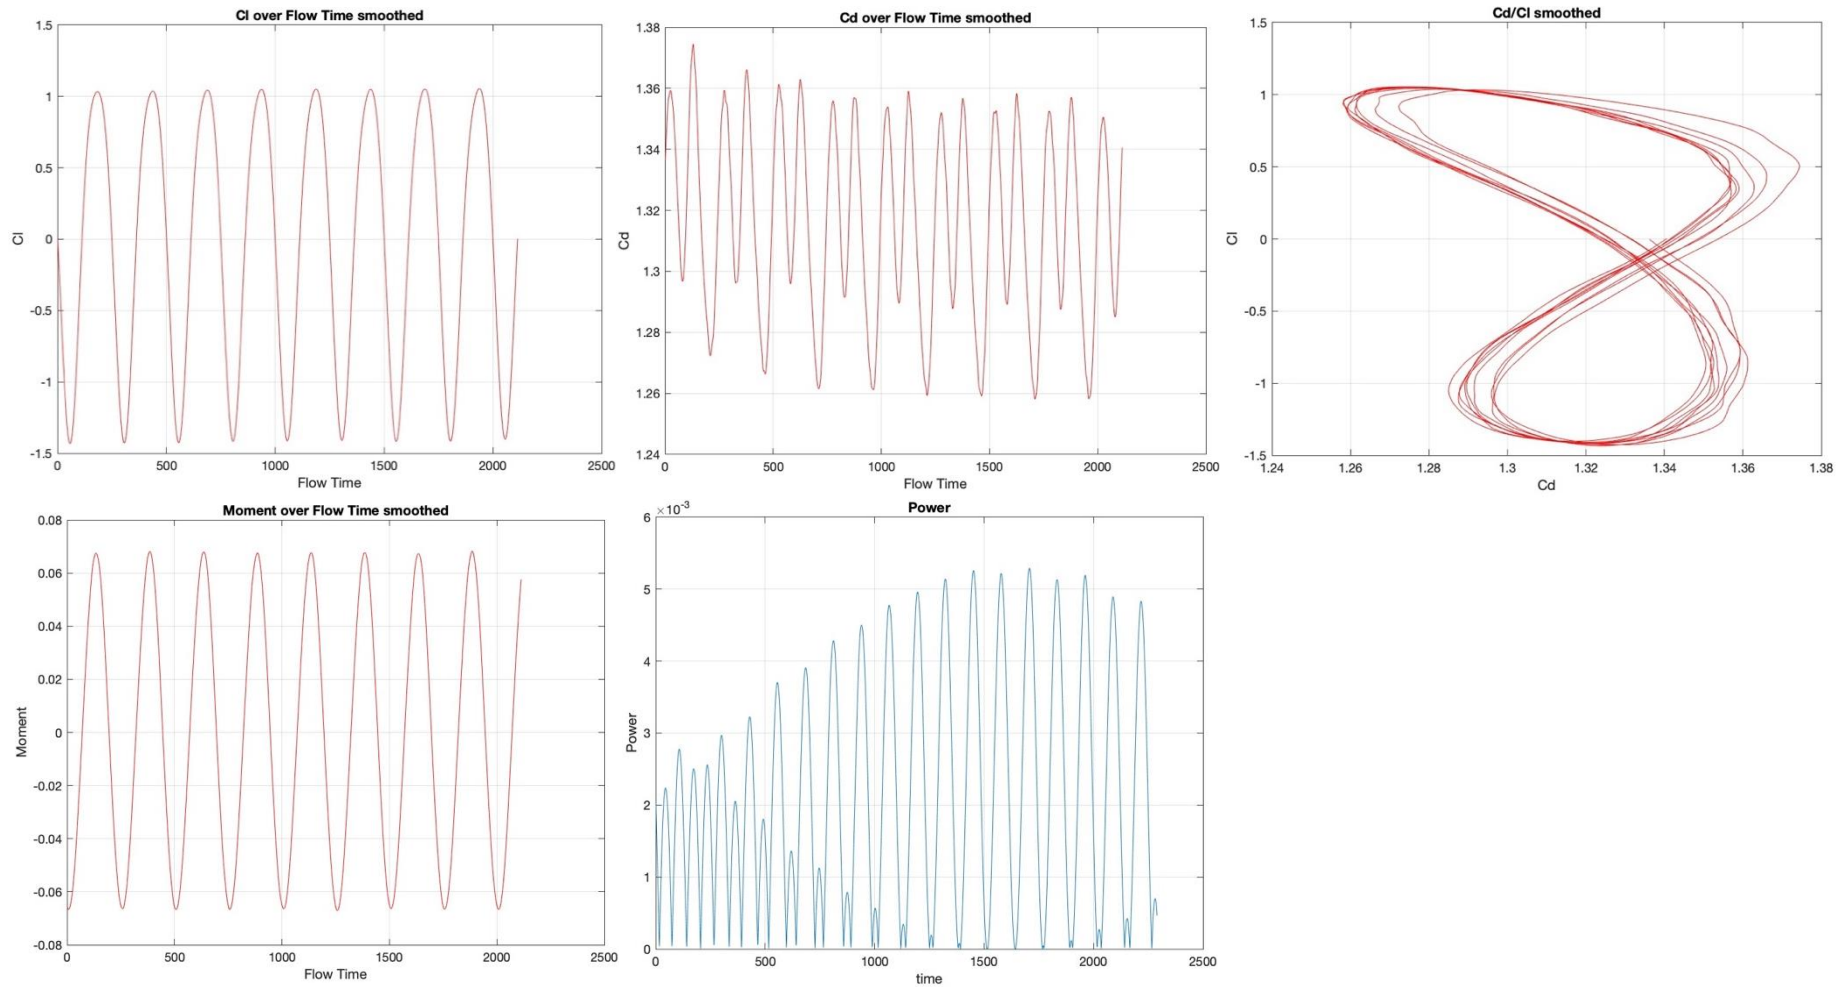 Cl over Flow Time smoothed
1.5
1
0.5
0
-0.5
-1
-1.5
Cl
0 500 1000 1500 2000 2500
Flow Time
Cd over Flow Time smoothed
1.38
1.36
1.34
1.32
1.3
1.28
1.26
1.24
Cd
0 500 1000 1500 2000 2500
Flow Time
Cd/Cl smoothed
1.5
1
0.5
0
-0.5
-1
-1.5
Cl
1.24 1.26 1.28 1.3 1.32 1.34 1.36 1.38
Cd
Moment over Flow Time smoothed
0.08
0.06
0.04
0.02
0
-0.02
-0.04
-0.06
-0.08
Moment
0 500 1000 1500 2000 2500
Flow Time
Power
×10-3
6
5
4
3
2
1
0
Power
0 500 1000 1500 2000 2500
time